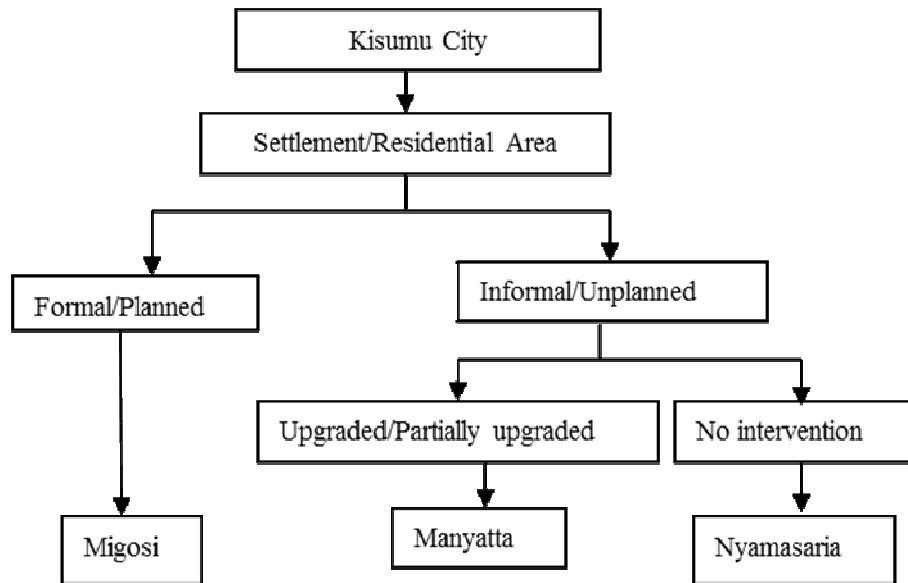 Kisumu City
Settlement/Residential Area
Formal/Planned
Informal/Unplanned
Upgraded/Partially upgraded
No intervention
Migosi
Manyatta
Nyamasaria